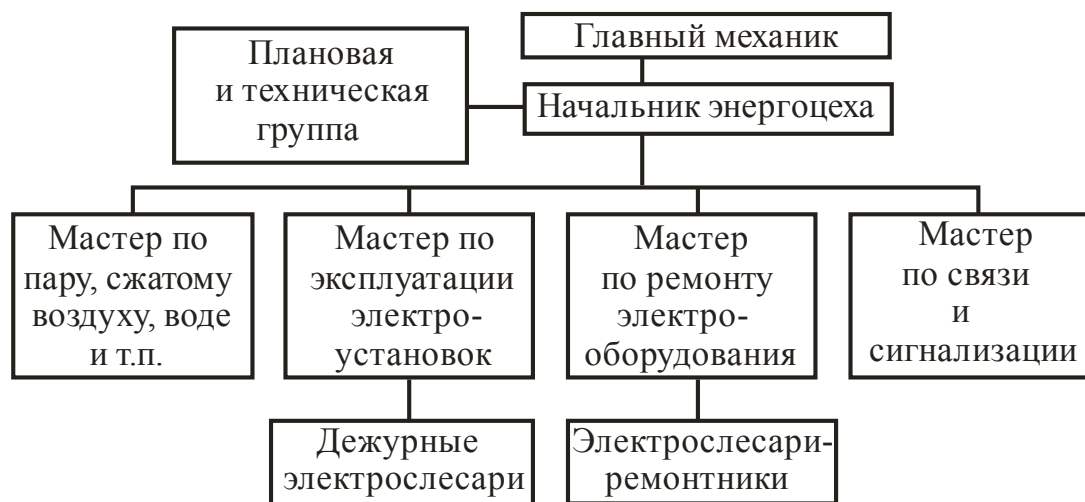 Главный механик
Плановая
и техническая
группа
Начальник энергоцеха
Мастер по
пару, сжатому
воздуху, воде
и т.п.
Мастер по
эксплуатации
электро-
установок
Мастер
по ремонту
электро-
оборудования
Мастер
по связи
и
сигнализации
Дежурные
электрослесари
Электрослесари-
ремонтники